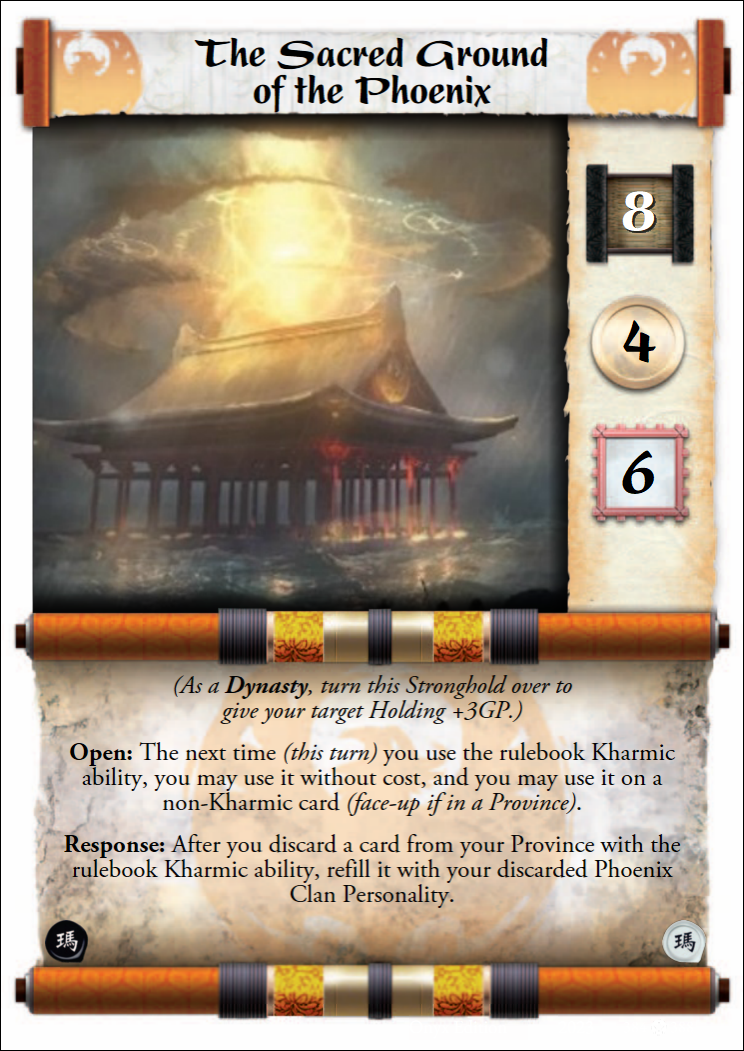 The Sacred Ground
of the Phoenix
8
4
6
(As a Dynasty, turn this Stronghold over to
give your target Holding +3GP.)
Open: The next time (this turn) you use the rulebook Kharmic
ability, you may use it without cost, and you may use it on a
non-Kharmic card (face-up if in a Province).
Response: After you discard a card from your Province with the
rulebook Kharmic ability, refill it with your discarded Phoenix
Clan Personality.
瑪
瑪